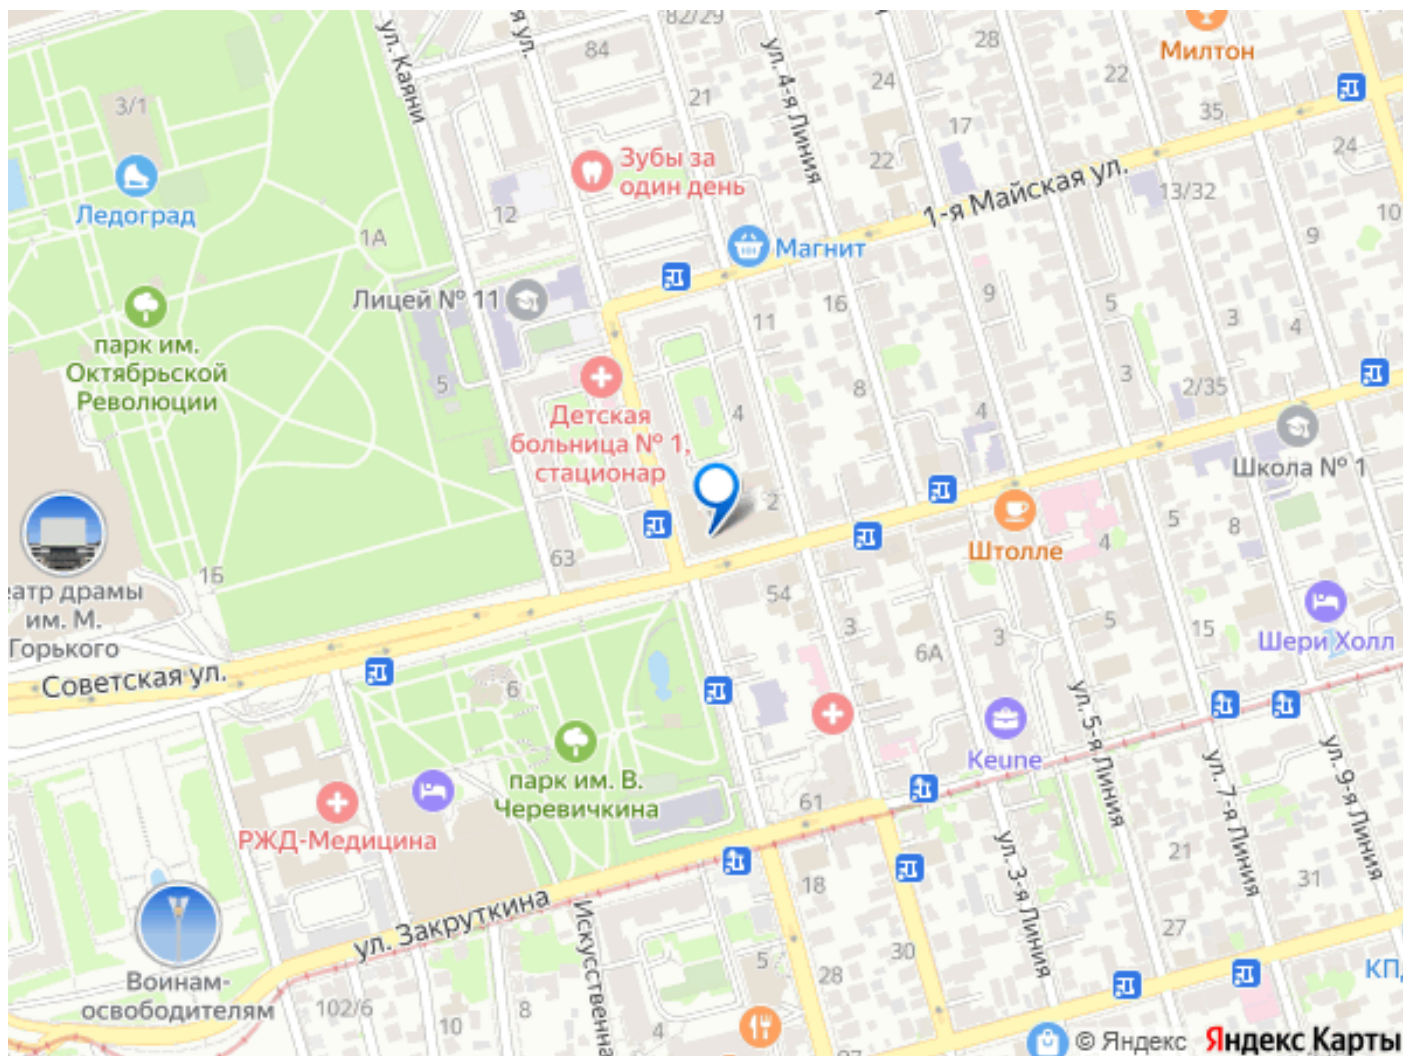 82/29
ул. Каяни
я ул.
84
ул. 4-я Линия
28
Милтон
3/1
21
24
22
35
17
24
Зубы за
один день
22
1-я Майская ул.
13/32
Ледоград
12
10
1А
Магнит
9
Лицей № 11
16
9
5
3
4
11
парк им.
Октябрьской
Революции
5
8
3
2/35
Детская
больница № 1,
стационар
4
4
Школа № 1
2
5
8
Штолле
4
63
1Б
еатр драмы
им. М.
Горького
54
3
6А
3
5
15
Шери Холл
Советская ул.
6
ул. 5-я Линия
Keune
ул. 7-я Линия
ул. 9-я Линия
парк им. В.
Черевичкина
61
РЖД-Медицина
ул. 3-я Линия
21
31
18
ул. Закруткина
Искусственна
30
27
Воинам-
освободителям
5
28
КП
102/6
10
8
4
© Яндекс Яндекс Карты